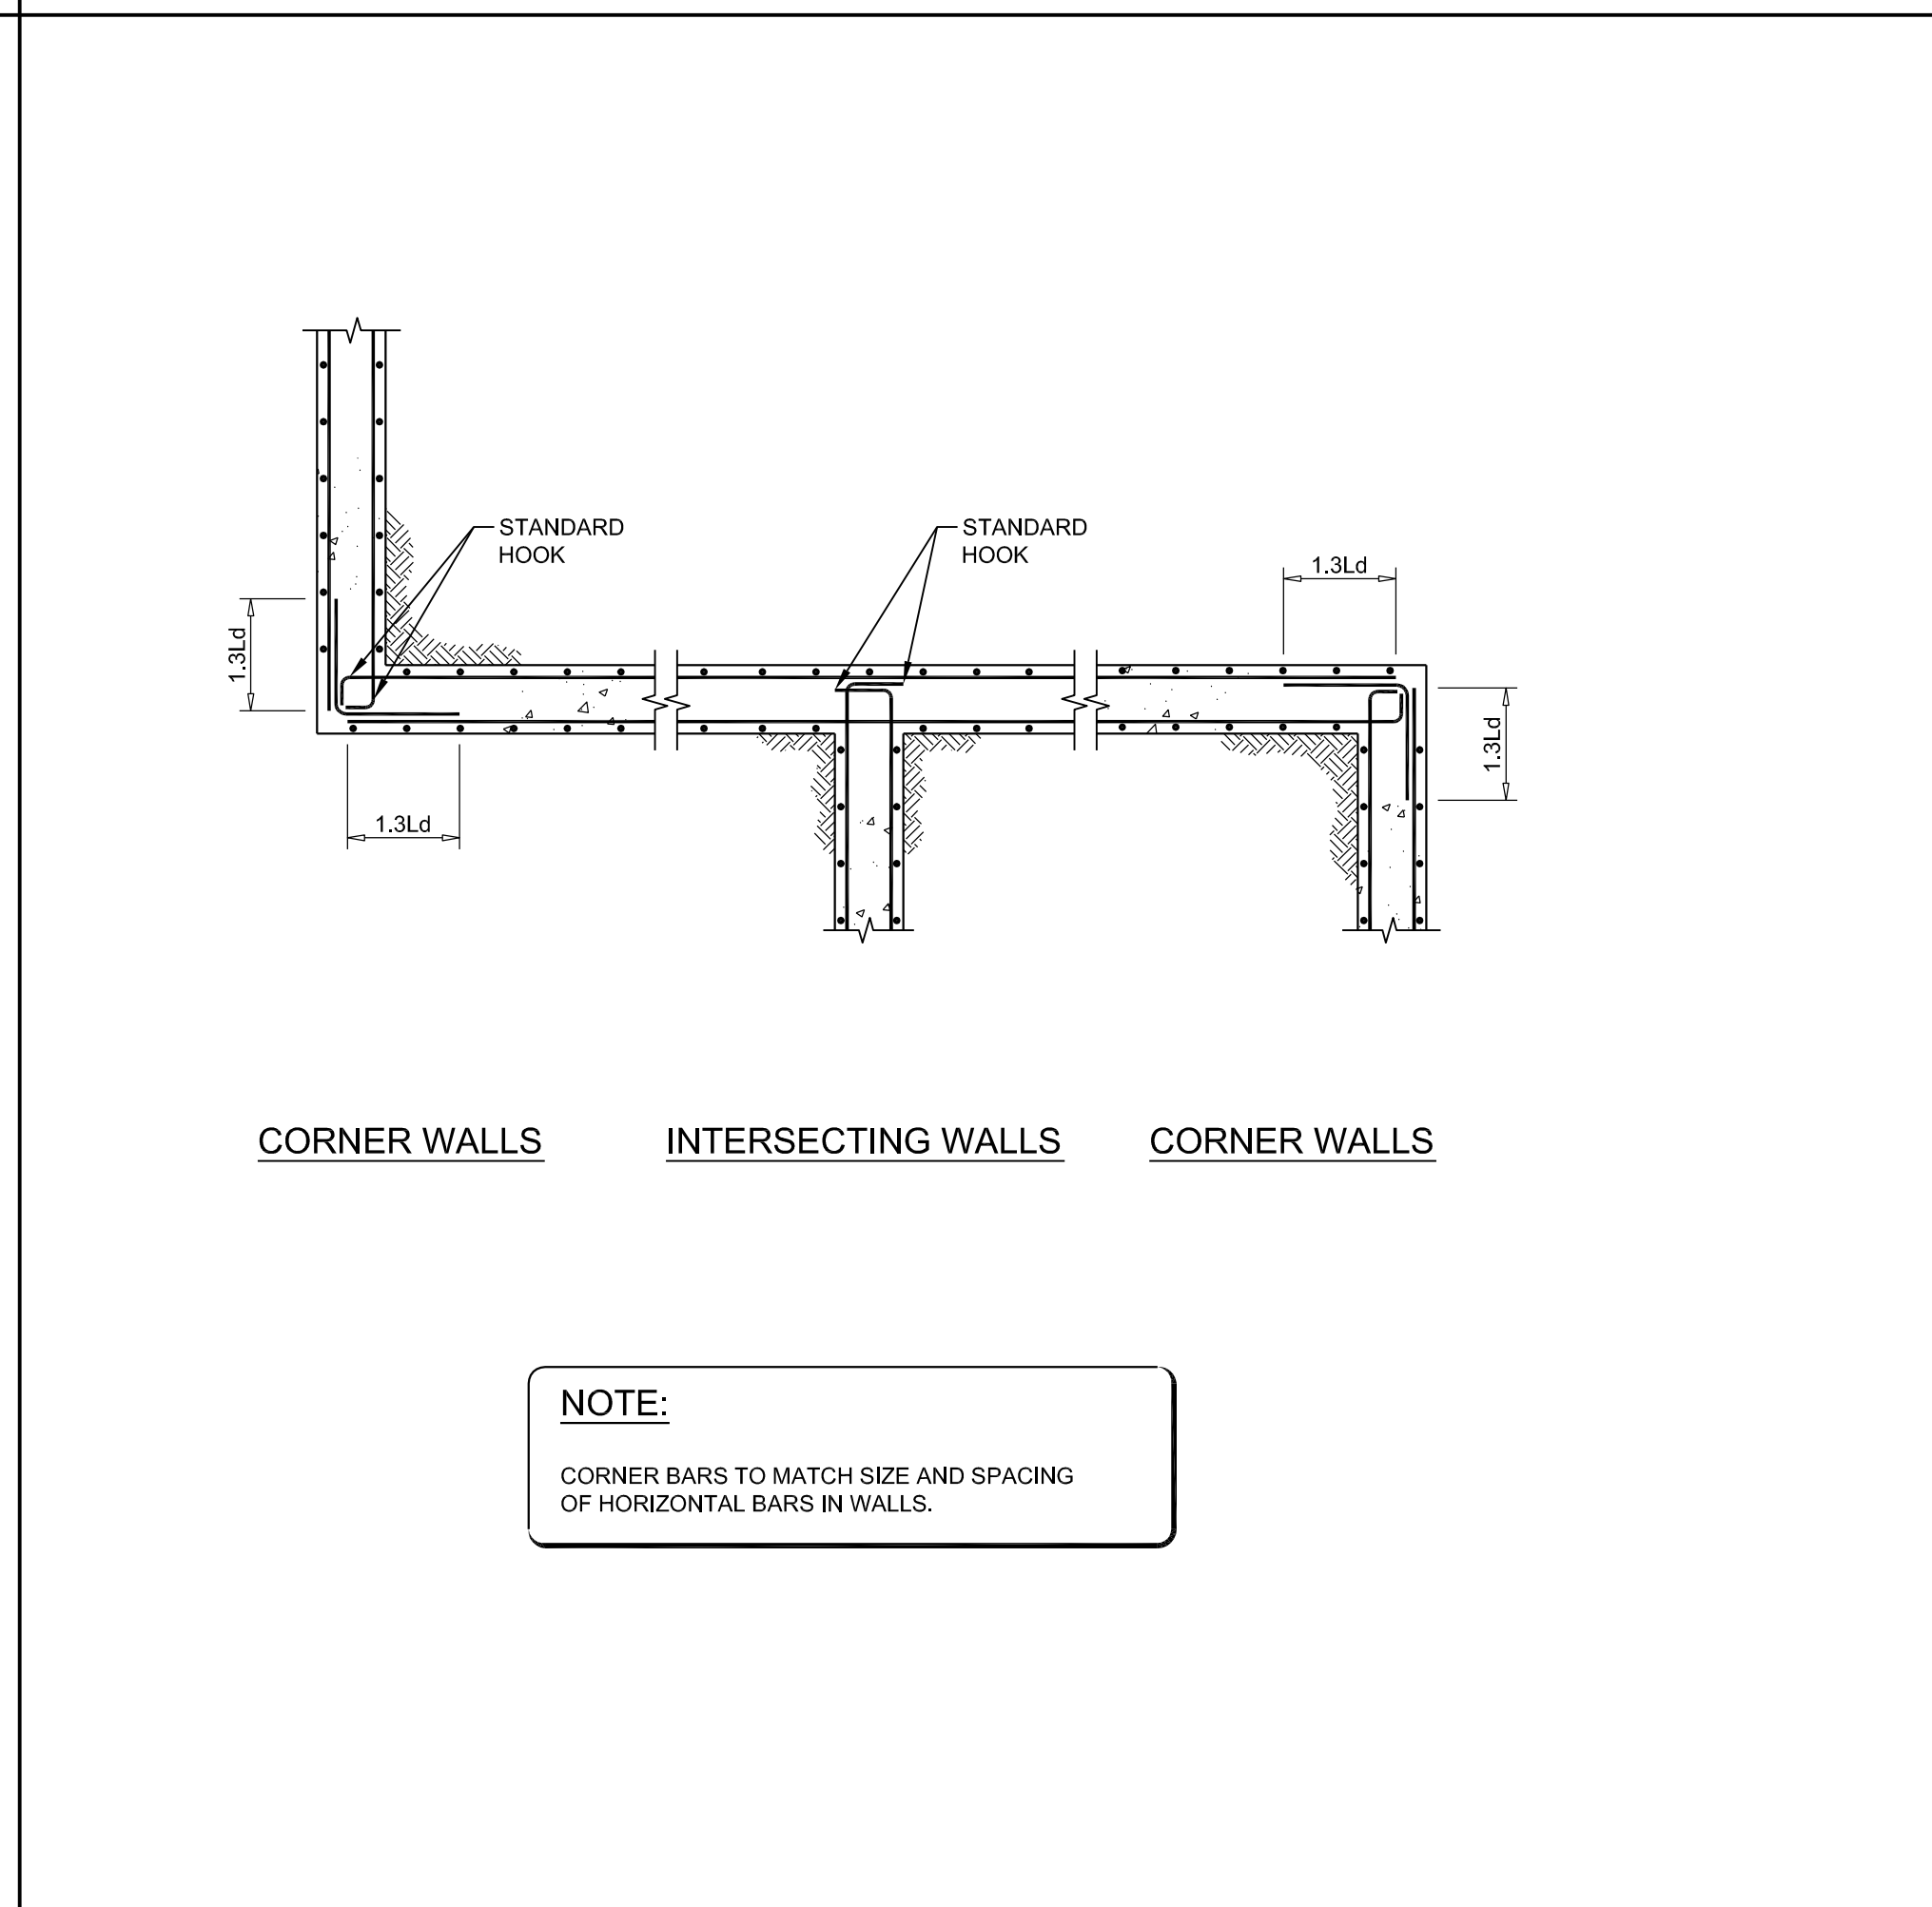 STANDARD
HOOK
STANDARD
HOOK
1.3Ld
1.3Ld
1.3Ld
1.3Ld
CORNER WALLS
INTERSECTING WALLS
CORNER WALLS
NOTE:
CORNER BARS TO MATCH SIZE AND SPACING
OF HORIZONTAL BARS IN WALLS.